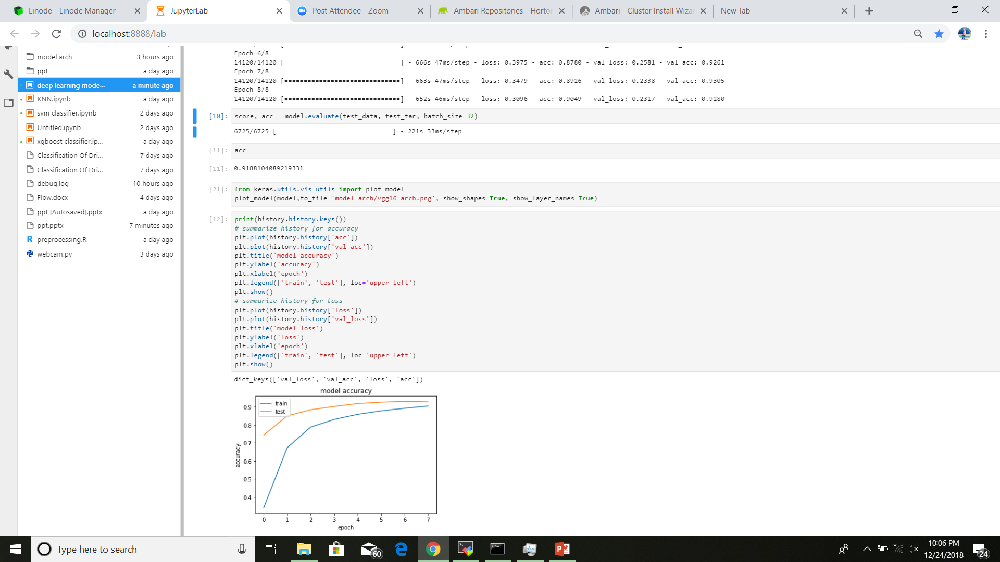 Linode - Linode Manager
JupyterLab
Post Attendee - Zoom
Ambari Repositories - Horton
Ambari - Cluster Install Wiza
New Tab
localhost:8888/lab
model arch 3 hours ago
ppt a day ago
deep learning mode... a minute ago
KNN.ipynb a day ago
svm classifier.ipynb 2 days ago
Untitled.ipynb 2 days ago
xgboost classifier.ip... a day ago
Classification Of Dri... 7 days ago
Classification Of Dri... 7 days ago
debug.log 10 hours ago
Flow.docx 4 days ago
ppt [Autosaved].pptx a day ago
ppt.pptx 7 minutes ago
R preprocessing.R a day ago
webcam.py 3 days ago
Epoch 6/8
14120/14120 [==============================] - 666s 47ms/step - loss: 0.3975 - acc: 0.8780 - val_loss: 0.2581 - val_acc: 0.9261
Epoch 7/8
14120/14120 [==============================] - 663s 47ms/step - loss: 0.3479 - acc: 0.8926 - val_loss: 0.2338 - val_acc: 0.9305
Epoch 8/8
14120/14120 [==============================] - 652s 46ms/step - loss: 0.3096 - acc: 0.9049 - val_loss: 0.2317 - val_acc: 0.9280
[10]: score, acc = model.evaluate(test_data, test_tar, batch_size=32)
6725/6725 [==============================] - 221s 33ms/step
[11]: acc
[11]: 0.9188104089219331
[21]: from keras.utils.vis_utils import plot_model
plot_model(model,to_file='model arch/vgg16 arch.png', show_shapes=True, show_layer_names=True)
[12]: print(history.history.keys())
# summarize history for accuracy
plt.plot(history.history['acc'])
plt.plot(history.history['val_acc'])
plt.title('model accuracy')
plt.ylabel('accuracy')
plt.xlabel('epoch')
plt.legend(['train', 'test'], loc='upper left')
plt.show()
# summarize history for loss
plt.plot(history.history['loss'])
plt.plot(history.history['val_loss'])
plt.title('model loss')
plt.ylabel('loss')
plt.xlabel('epoch')
plt.legend(['train', 'test'], loc='upper left')
plt.show()
dict_keys(['val_loss', 'val_acc', 'loss', 'acc'])
model accuracy
train
test
0.9
0.8
0.7
0.6
0.5
0.4
accuracy
0 1 2 3 4 5 6 7
epoch
Type here to search
60
10:06 PM
12/24/2018
24